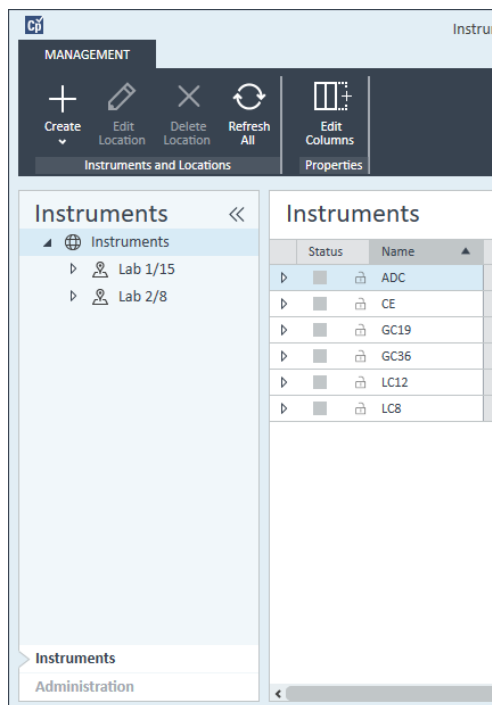 Cp
Instru
MANAGEMENT
Create
Edit Location
Delete Location
Refresh All
Edit Columns
Instruments and Locations
Properties
Instruments
Instruments
Lab 1/15
Lab 2/8
Instruments
Administration
Instruments
Status Name
ADC
CE
GC19
GC36
LC12
LC8